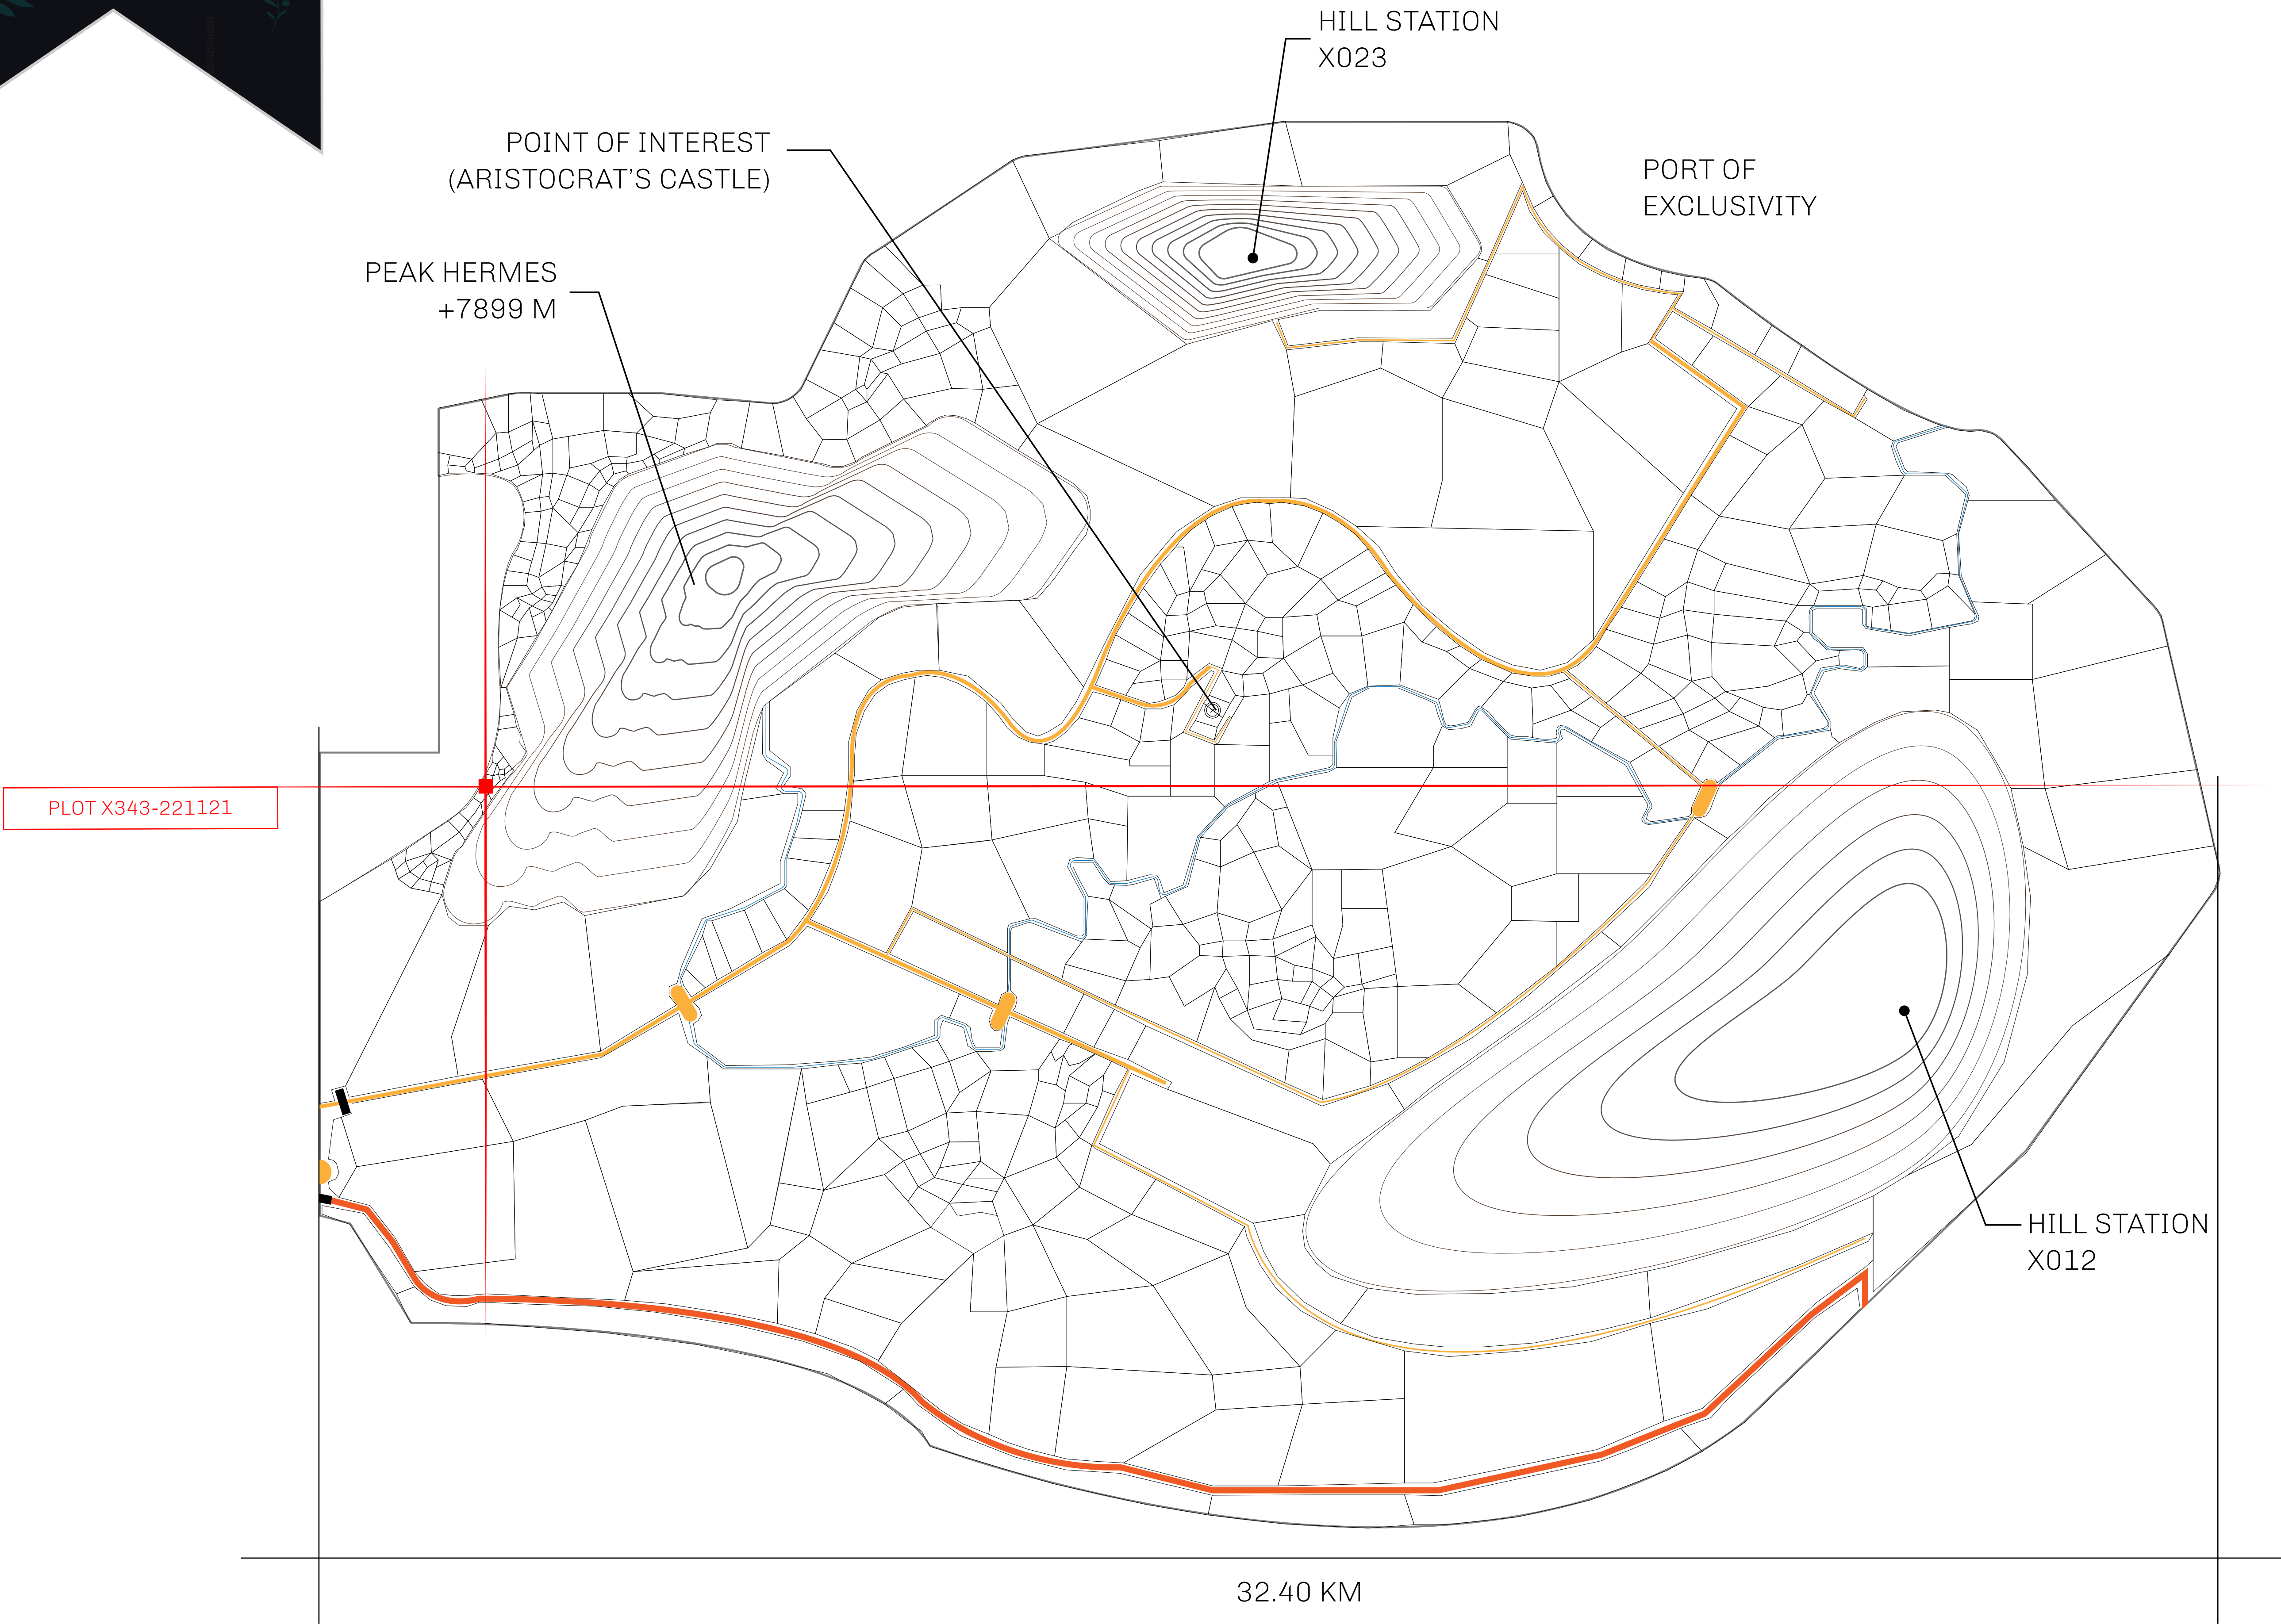 HILL STATION
X023
POINT OF INTEREST
(ARISTOCRAT'S CASTLE)
PORT OF
EXCLUSIVITY
PEAK HERMES
+7899 M
PLOT X343-221121
HILL STATION
X012
32.40 KM